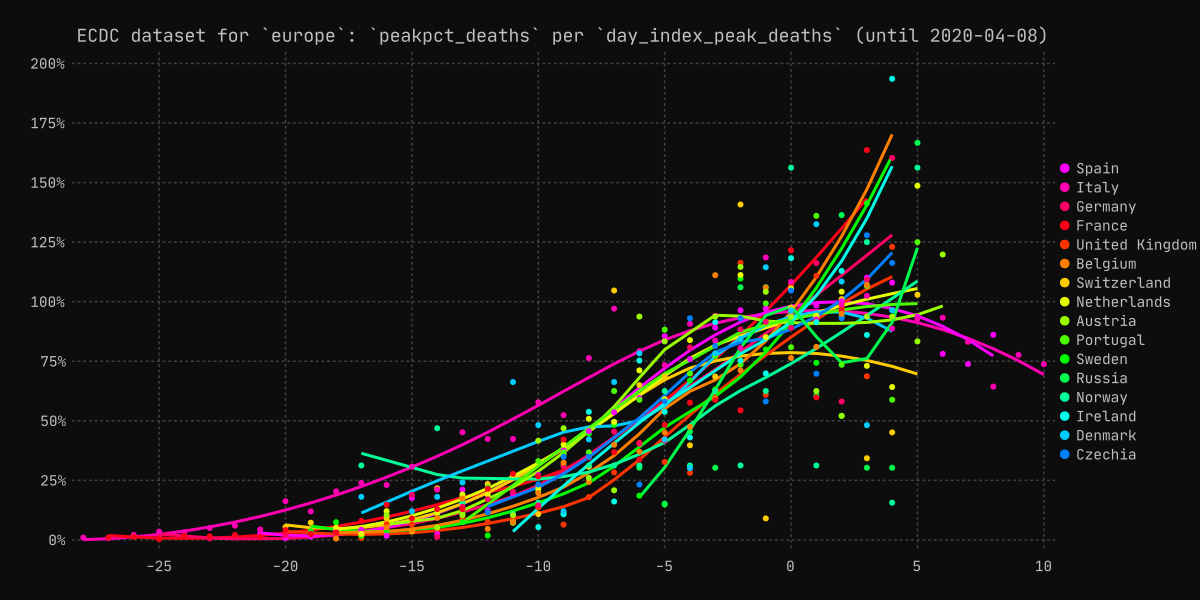 ECDC dataset for `europe`: `peakpct_deaths` per `day_index_peak_deaths` (until 2020-04-08)
200%
175%
150%
125%
100%
75%
50%
25%
0%
-25 -20 -15 -10 -5 0 5 10
Spain
Italy
Germany
France
United Kingdom
Belgium
Switzerland
Netherlands
Austria
Portugal
Sweden
Russia
Norway
Ireland
Denmark
Czechia